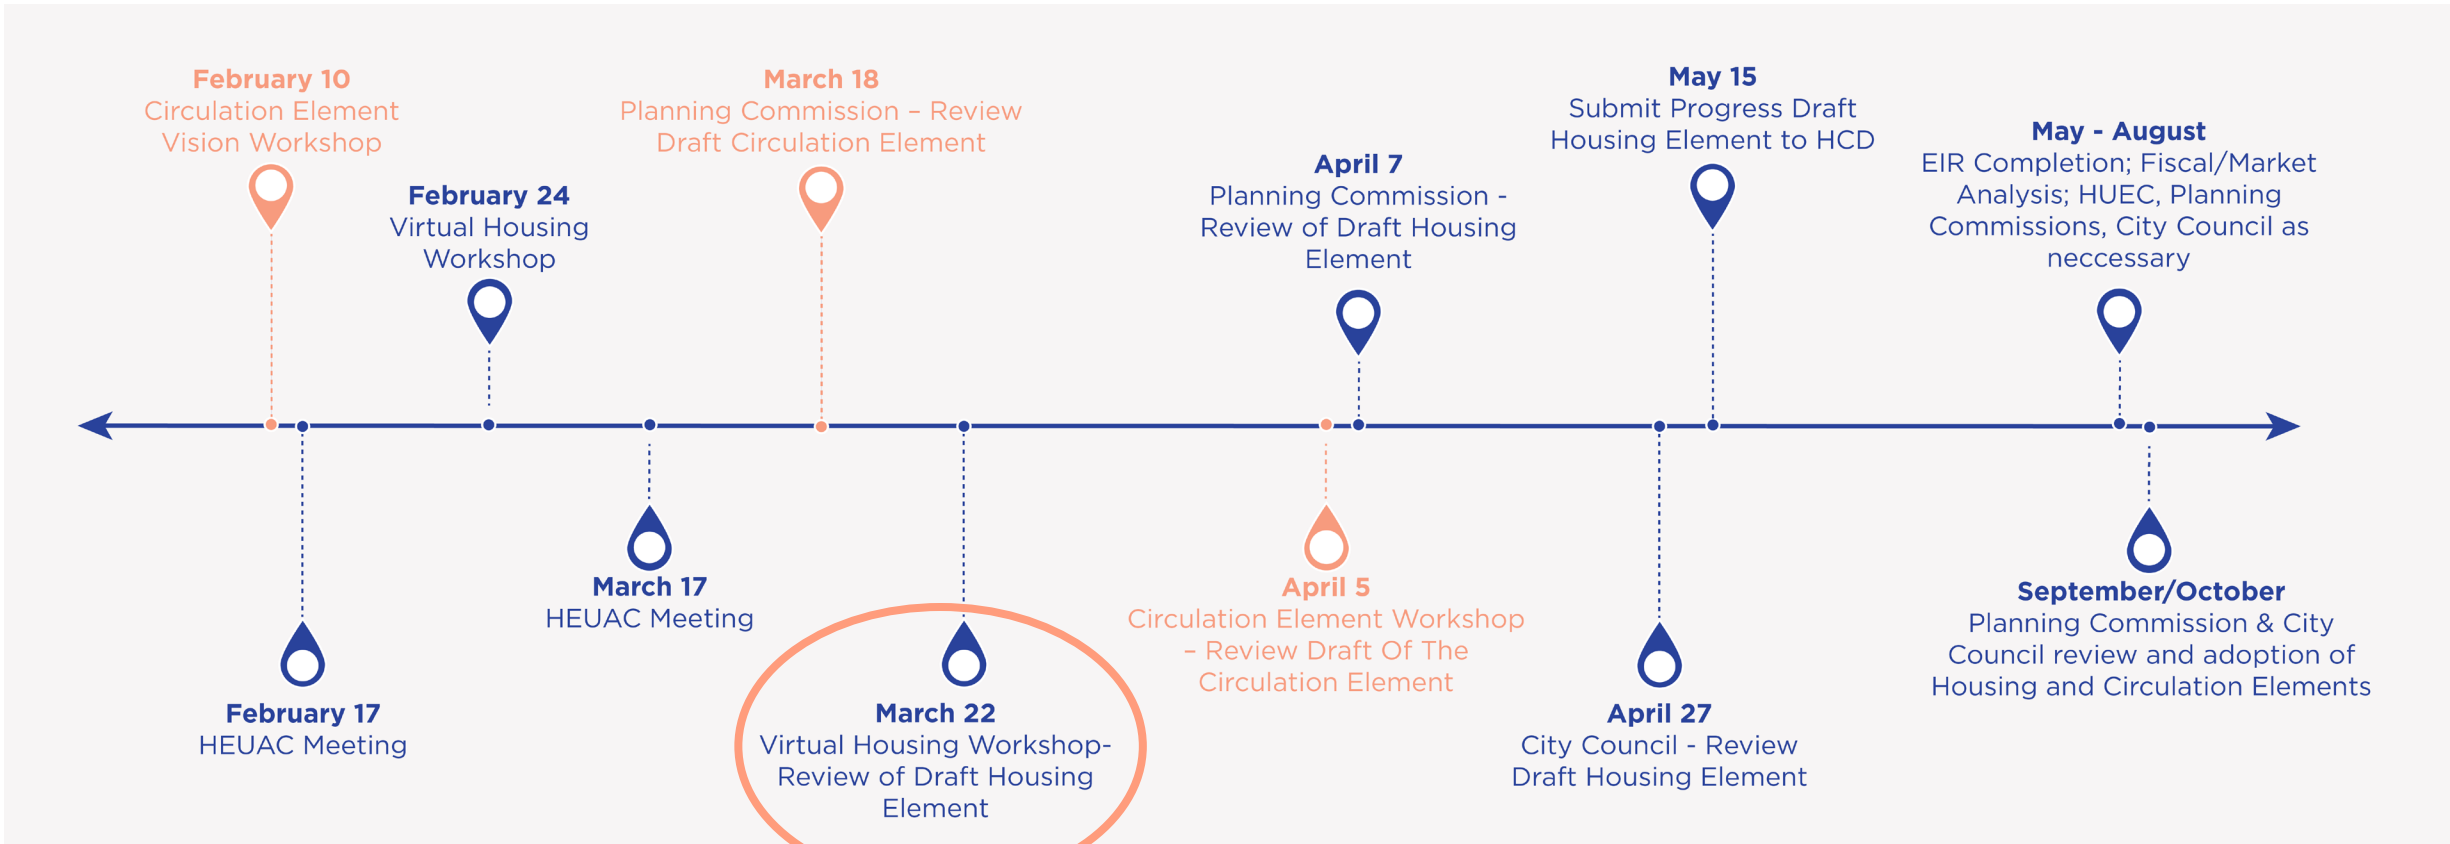 February 10
Circulation Element
Vision Workshop
February 24
Virtual Housing
Workshop
March 18
Planning Commission – Review
Draft Circulation Element
April 7
Planning Commission -
Review of Draft Housing
Element
May 15
Submit Progress Draft
Housing Element to HCD
May - August
EIR Completion; Fiscal/Market
Analysis; HUEC, Planning
Commissions, City Council as
neccessary
February 17
HEUAC Meeting
March 17
HEUAC Meeting
March 22
Virtual Housing Workshop-
Review of Draft Housing
Element
April 5
Circulation Element Workshop
– Review Draft Of The
Circulation Element
April 27
City Council - Review
Draft Housing Element
September/October
Planning Commission & City
Council review and adoption of
Housing and Circulation Elements